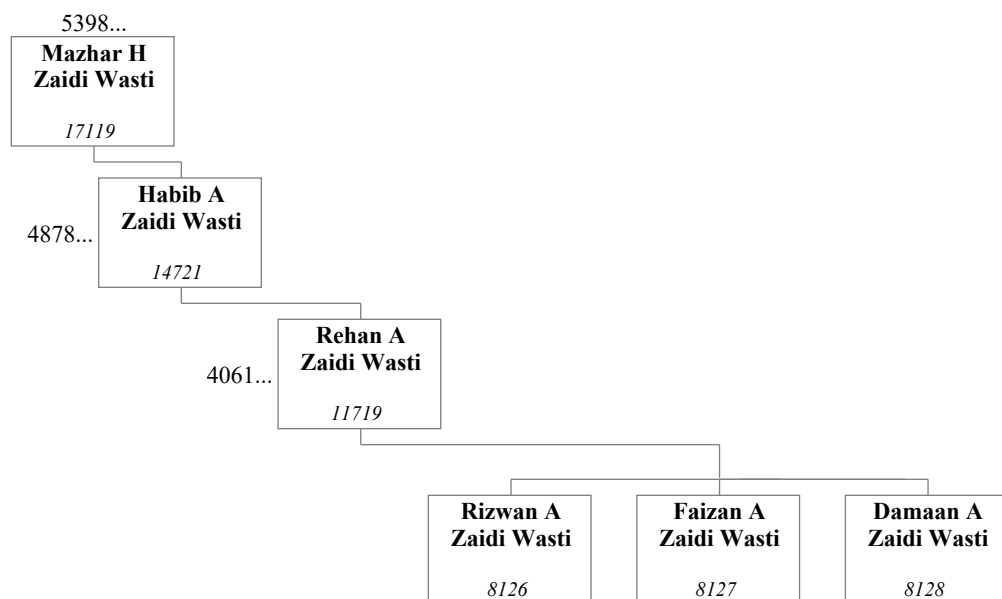 5398...
Mazhar H
Zaidi Wasti
17119
Habib A
Zaidi Wasti
4878...
14721
Rehan A
Zaidi Wasti
4061...
11719
Rizwan A
Zaidi Wasti
8126
Faizan A
Zaidi Wasti
8127
Damaan A
Zaidi Wasti
8128